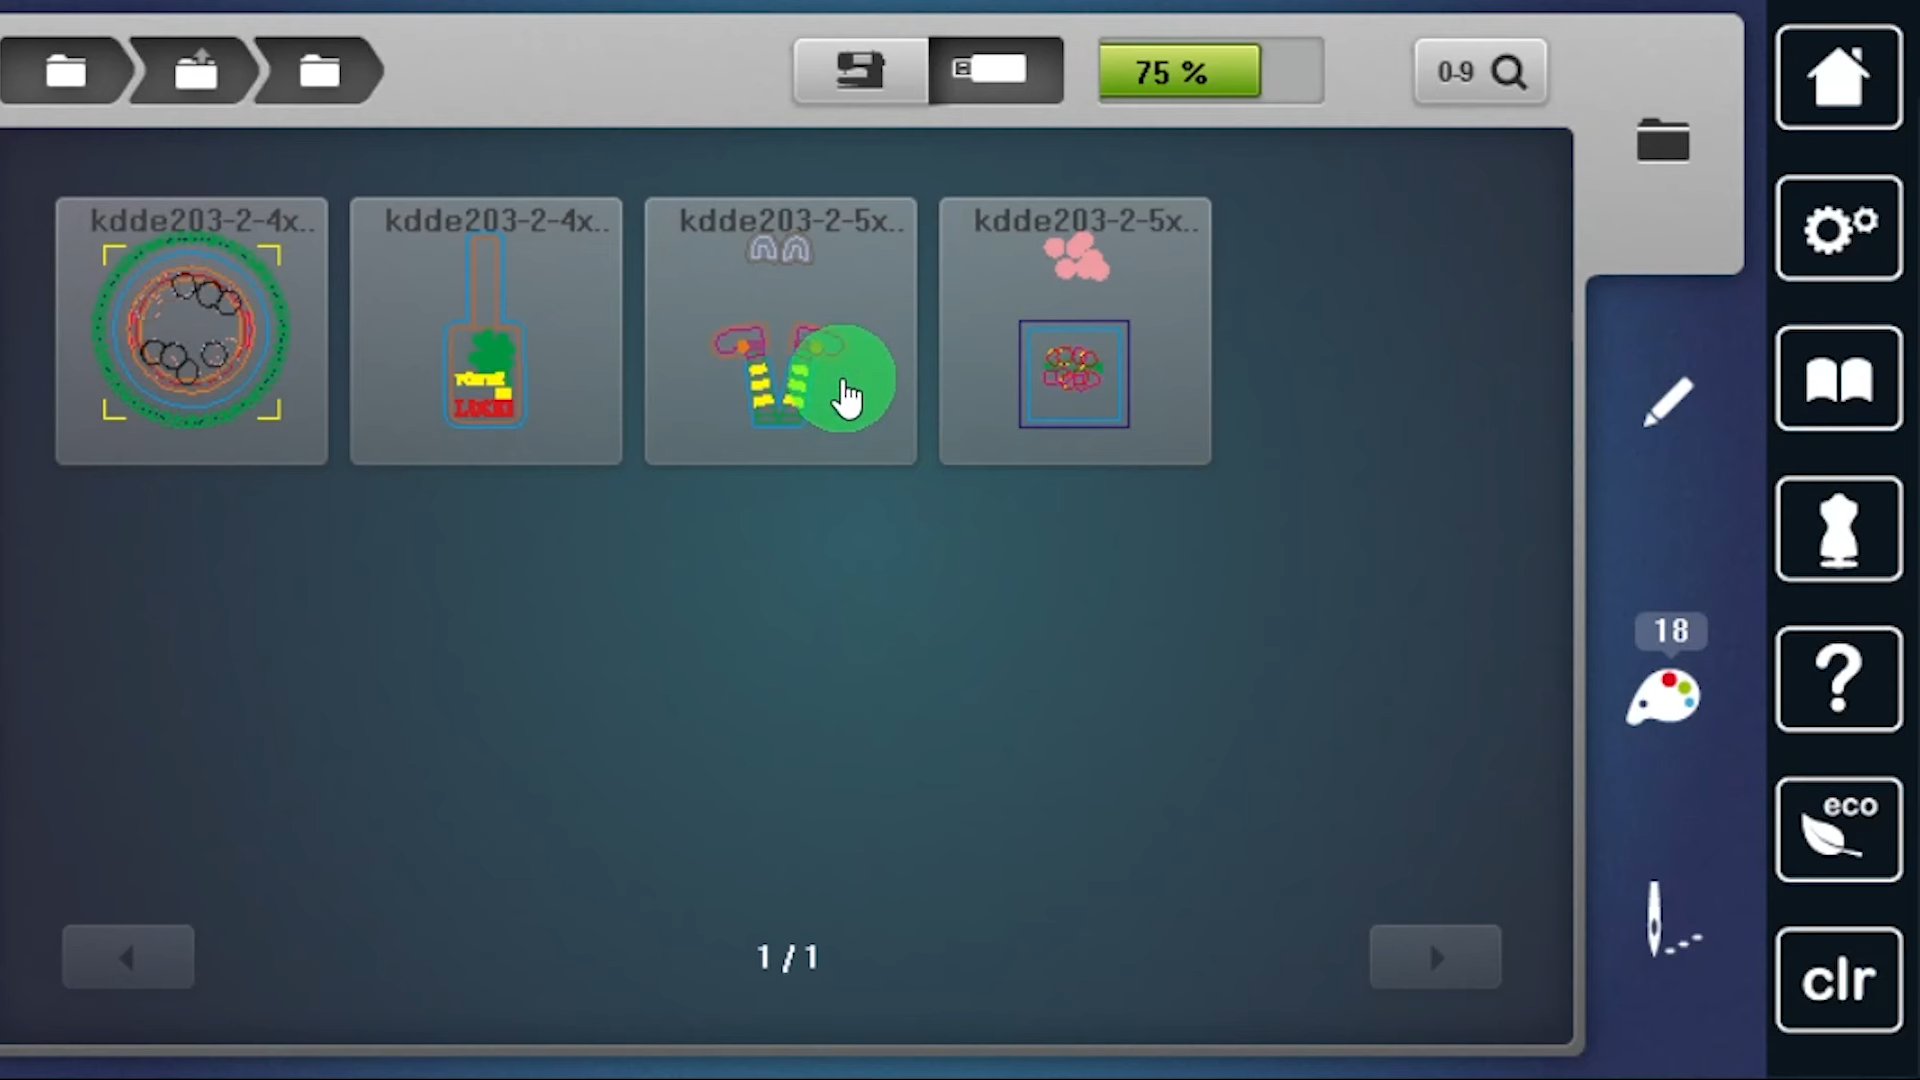 75 %
0-9
kdde203-2-4x..
kdde203-2-4x..
kdde203-2-5x..
kdde203-2-5x..
LUCKY
18
eco
clr
1 / 1